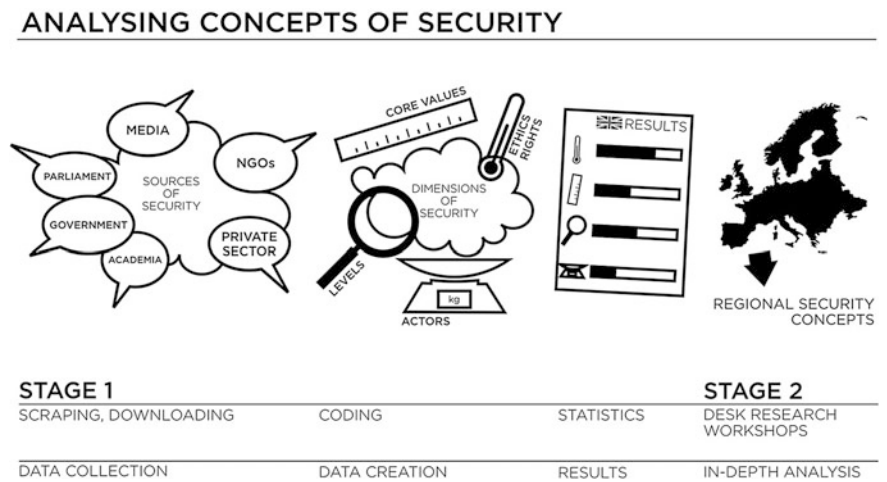 ANALYSING CONCEPTS OF SECURITY
MEDIA
PARLIAMENT
NGOs
SOURCES
OF
SECURITY
GOVERNMENT
ACADEMIA
PRIVATE
SECTOR
CORE VALUES
ETHICS
RIGHTS
DIMENSIONS
OF
SECURITY
LEVELS
kg
ACTORS
RESULTS
REGIONAL SECURITY
CONCEPTS
STAGE 1
STAGE 2
SCRAPING, DOWNLOADING
CODING
STATISTICS
DESK RESEARCH
WORKSHOPS
DATA COLLECTION
DATA CREATION
RESULTS
IN-DEPTH ANALYSIS